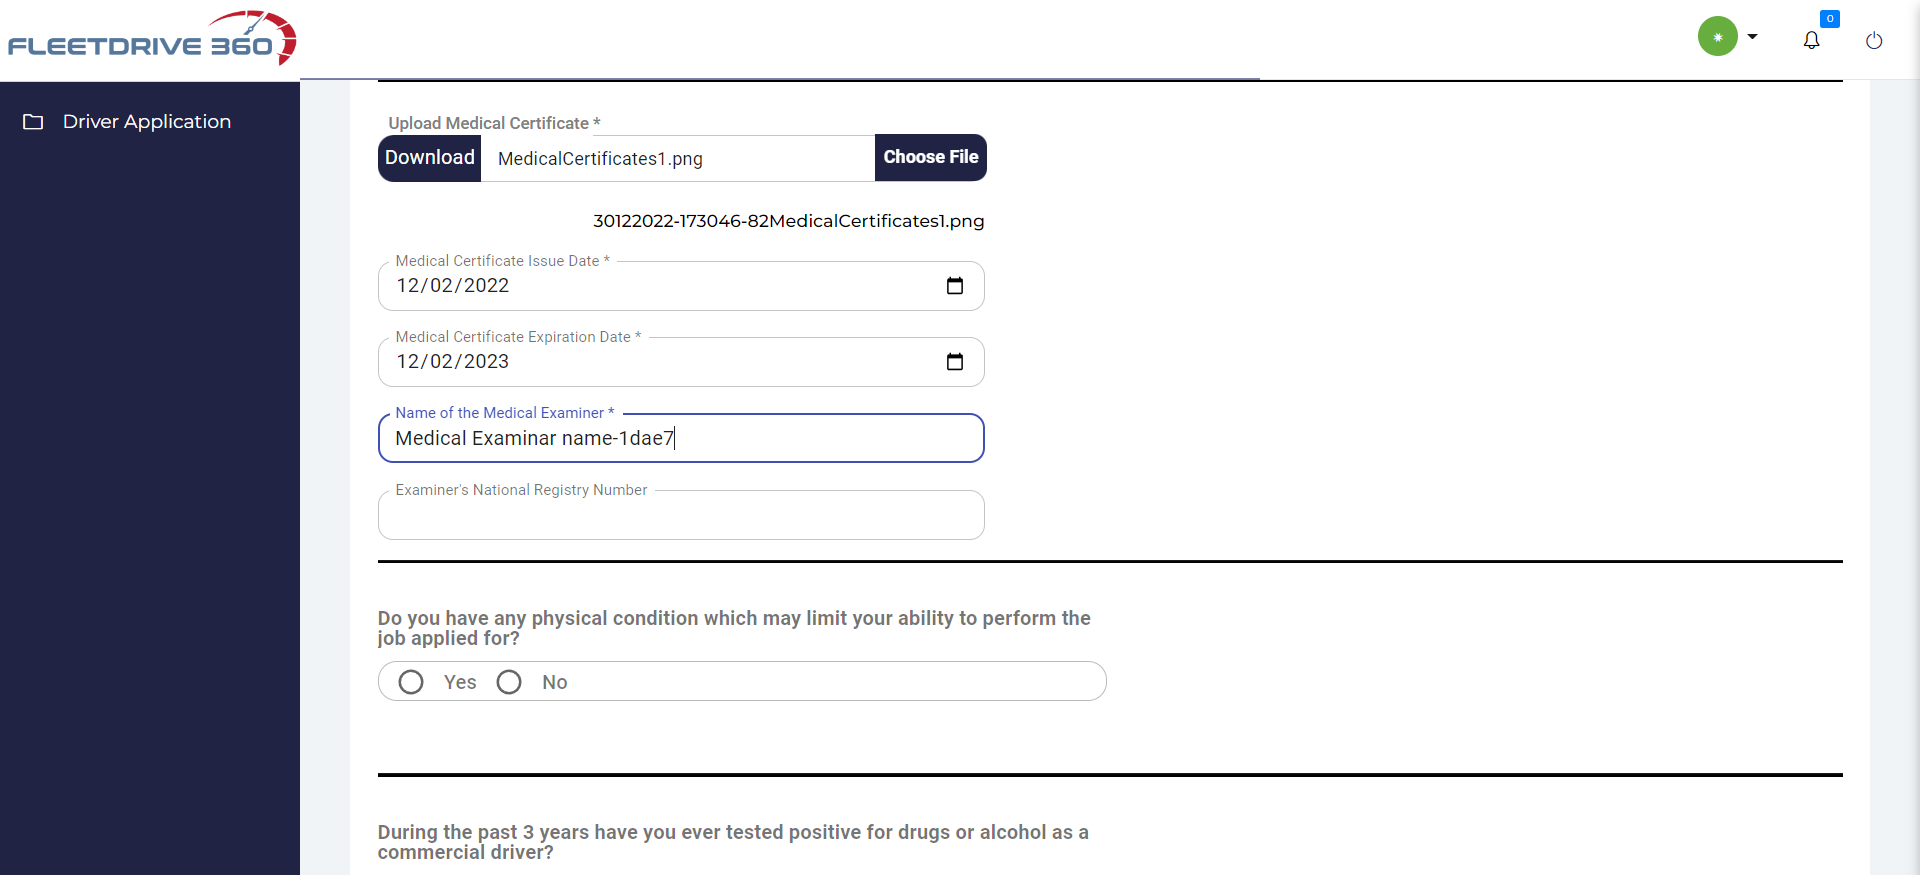 FLEETDRIVE 360
0
Driver Application
Upload Medical Certificate *
Download
MedicalCertificates1.png
Choose File
30122022-173046-82MedicalCertificates1.png
Medical Certificate Issue Date *
12/02/2022
Medical Certificate Expiration Date *
12/02/2023
Name of the Medical Examiner *
Medical Examinar name-1dae7
Examiner's National Registry Number
Do you have any physical condition which may limit your ability to perform the
job applied for?
Yes
No
During the past 3 years have you ever tested positive for drugs or alcohol as a
commercial driver?